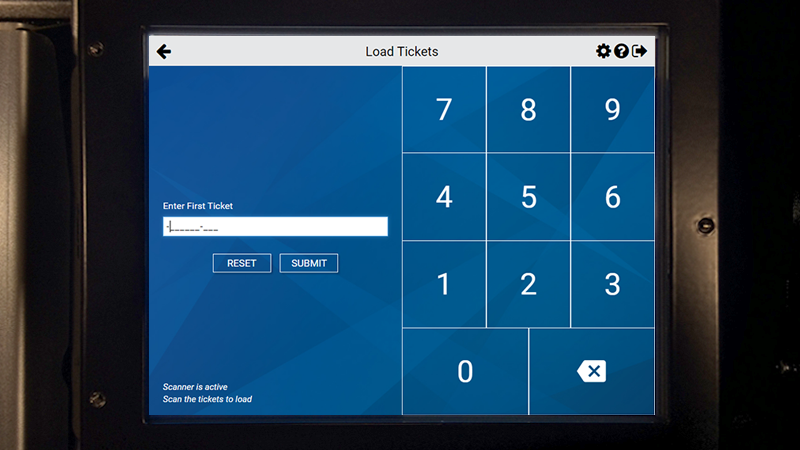 Load Tickets
?
Enter First Ticket
-______-___
RESET SUBMIT
7 8 9
4 5 6
1 2 3
0
Scanner is active
Scan the tickets to load